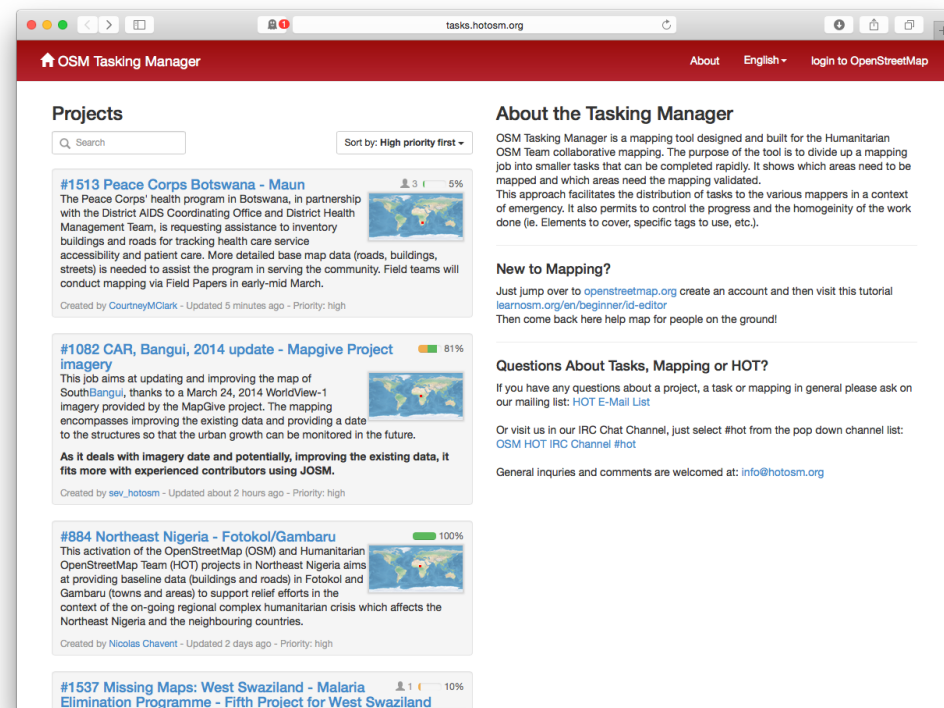 1
tasks.hotosm.org
OSM Tasking Manager
About
English
login to OpenStreetMap
Projects
Search
Sort by: High priority first
#1513 Peace Corps Botswana - Maun
3
5%
The Peace Corps' health program in Botswana, in partnership
with the District AIDS Coordinating Office and District Health
Management Team, is requesting assistance to inventory
buildings and roads for tracking health care service
accessibility and patient care. More detailed base map data (roads, buildings,
streets) is needed to assist the program in serving the community. Field teams will
conduct mapping via Field Papers in early-mid March.
Created by CourtneyMClark - Updated 5 minutes ago - Priority: high
#1082 CAR, Bangui, 2014 update - Mapgive Project
imagery
81%
This job aims at updating and improving the map of
SouthBangui, thanks to a March 24, 2014 WorldView-1
imagery provided by the MapGive project. The mapping
encompasses improving the existing data and providing a date
to the structures so that the urban growth can be monitored in the future.
As it deals with imagery date and potentially, improving the existing data, it
fits more with experienced contributors using JOSM.
Created by sev_hotosm - Updated about 2 hours ago - Priority: high
#884 Northeast Nigeria - Fotokol/Gambaru
100%
This activation of the OpenStreetMap (OSM) and Humanitarian
OpenStreetMap Team (HOT) projects in Northeast Nigeria aims
at providing baseline data (buildings and roads) in Fotokol and
Gambaru (towns and areas) to support relief efforts in the
context of the on-going regional complex humanitarian crisis which affects the
Northeast Nigeria and the neighbouring countries.
Created by Nicolas Chavent - Updated 2 days ago - Priority: high
#1537 Missing Maps: West Swaziland - Malaria
1
10%
Elimination Programme - Fifth Project for West Swaziland
About the Tasking Manager
OSM Tasking Manager is a mapping tool designed and built for the Humanitarian
OSM Team collaborative mapping. The purpose of the tool is to divide up a mapping
job into smaller tasks that can be completed rapidly. It shows which areas need to be
mapped and which areas need the mapping validated.
This approach facilitates the distribution of tasks to the various mappers in a context
of emergency. It also permits to control the progress and the homogeinity of the work
done (ie. Elements to cover, specific tags to use, etc.).
New to Mapping?
Just jump over to openstreetmap.org create an account and then visit this tutorial
learnosm.org/en/beginner/id-editor
Then come back here help map for people on the ground!
Questions About Tasks, Mapping or HOT?
If you have any questions about a project, a task or mapping in general please ask on
our mailing list: HOT E-Mail List
Or visit us in our IRC Chat Channel, just select #hot from the pop down channel list:
OSM HOT IRC Channel #hot
General inquries and comments are welcomed at: info@hotosm.org